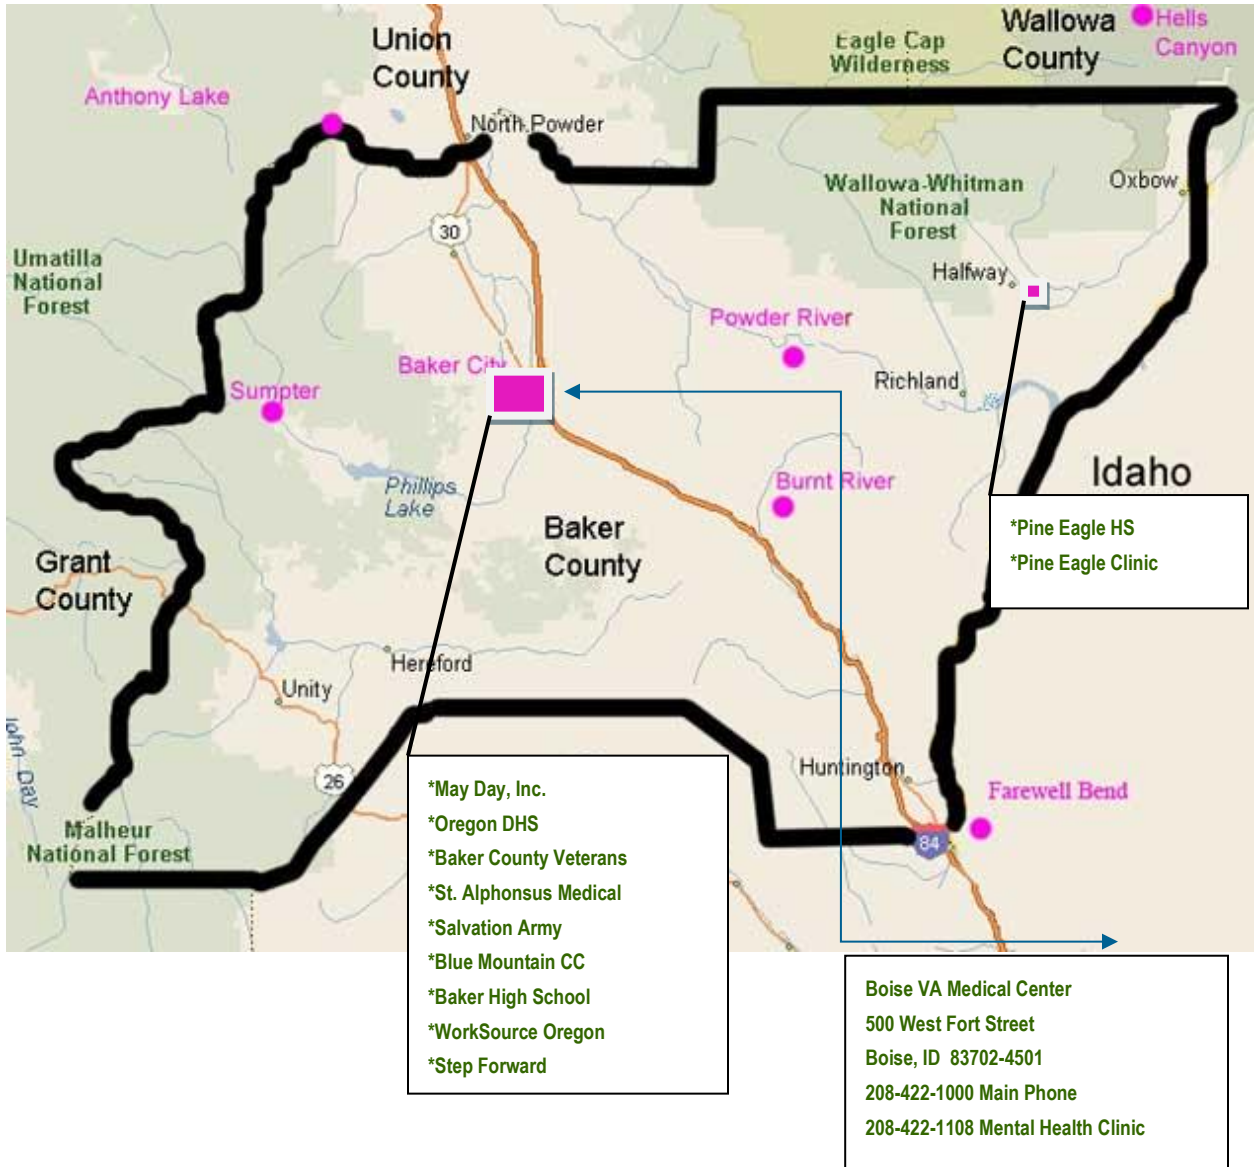 Union
County
Wallowa
County
Hells
Canyon
Eagle Cap
Wilderness
Anthony Lake
North Powder
Oxbow
Wallowa-Whitman
National
Forest
30
Umatilla
National
Forest
Halfway
Powder River
Baker City
Richland
Sumpter
Idaho
Phillips
Lake
Burnt River
Baker
County
*Pine Eagle HS
*Pine Eagle Clinic
Grant
County
Hereford
Unity
John Day
26
Huntington
Farewell Bend
84
Malheur
National Forest
*May Day, Inc.
*Oregon DHS
*Baker County Veterans
*St. Alphonsus Medical
*Salvation Army
*Blue Mountain CC
*Baker High School
*WorkSource Oregon
*Step Forward
Boise VA Medical Center
500 West Fort Street
Boise, ID  83702-4501
208-422-1000 Main Phone
208-422-1108 Mental Health Clinic